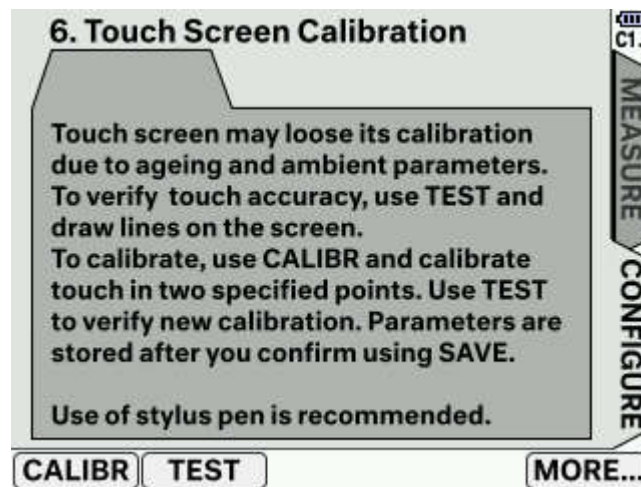 6. Touch Screen Calibration
C1.
Touch screen may loose its calibration
due to ageing and ambient parameters.
To verify touch accuracy, use TEST and
draw lines on the screen.
To calibrate, use CALIBR and calibrate
touch in two specified points. Use TEST
to verify new calibration. Parameters are
stored after you confirm using SAVE.
Use of stylus pen is recommended.
MEASURE
CONFIGURE
CALIBR
TEST
MORE...